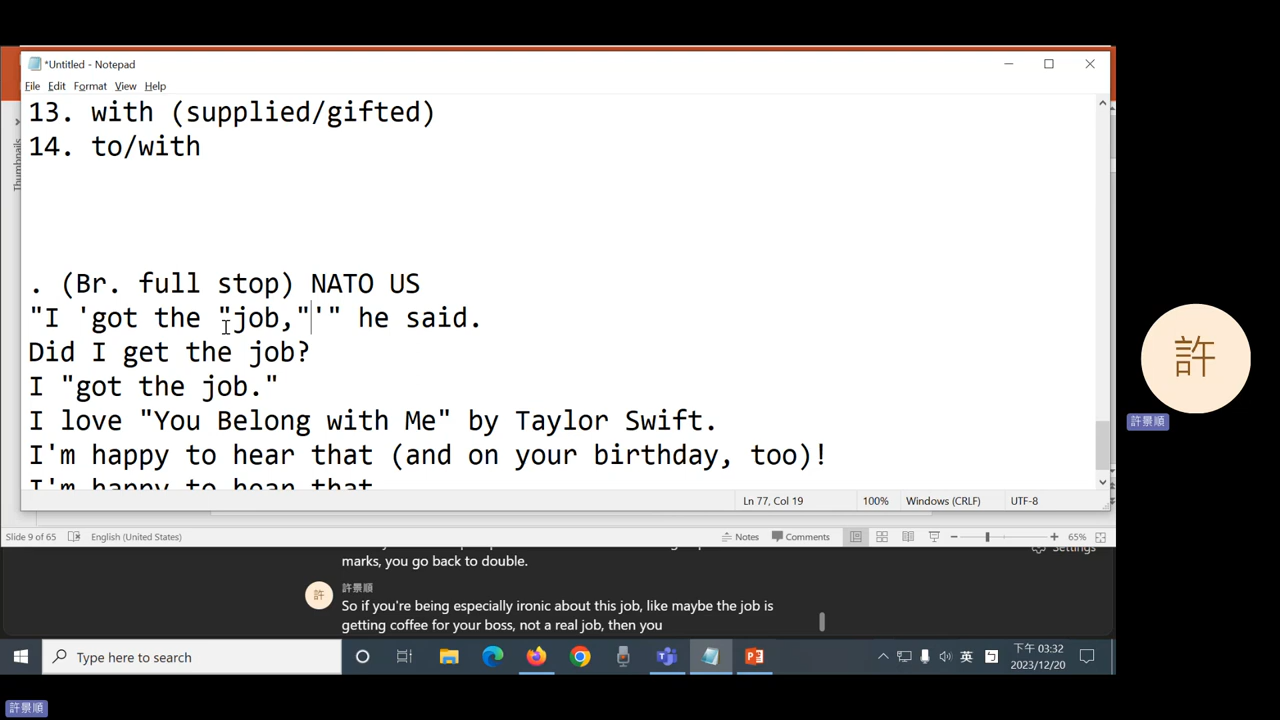 *Untitled - Notepad
File Edit Format View Help
13. with (supplied/gifted)
14. to/with
. (Br. full stop) NATO US
"I 'got the "job,"'" he said.
Did I get the job?
I "got the job."
I love "You Belong with Me" by Taylor Swift.
I'm happy to hear that (and on your birthday, too)!
I'm happy to hear that
Ln 77, Col 19 100% Windows (CRLF) UTF-8
Thumbnails
Slide 9 of 65 English (United States) Notes Comments 65%
Settings
marks, you go back to double.
許景順
許
So if you're being especially ironic about this job, like maybe the job is
getting coffee for your boss, not a real job, then you
Type here to search
英
下午 03:32
2023/12/20
許
許景順
許景順